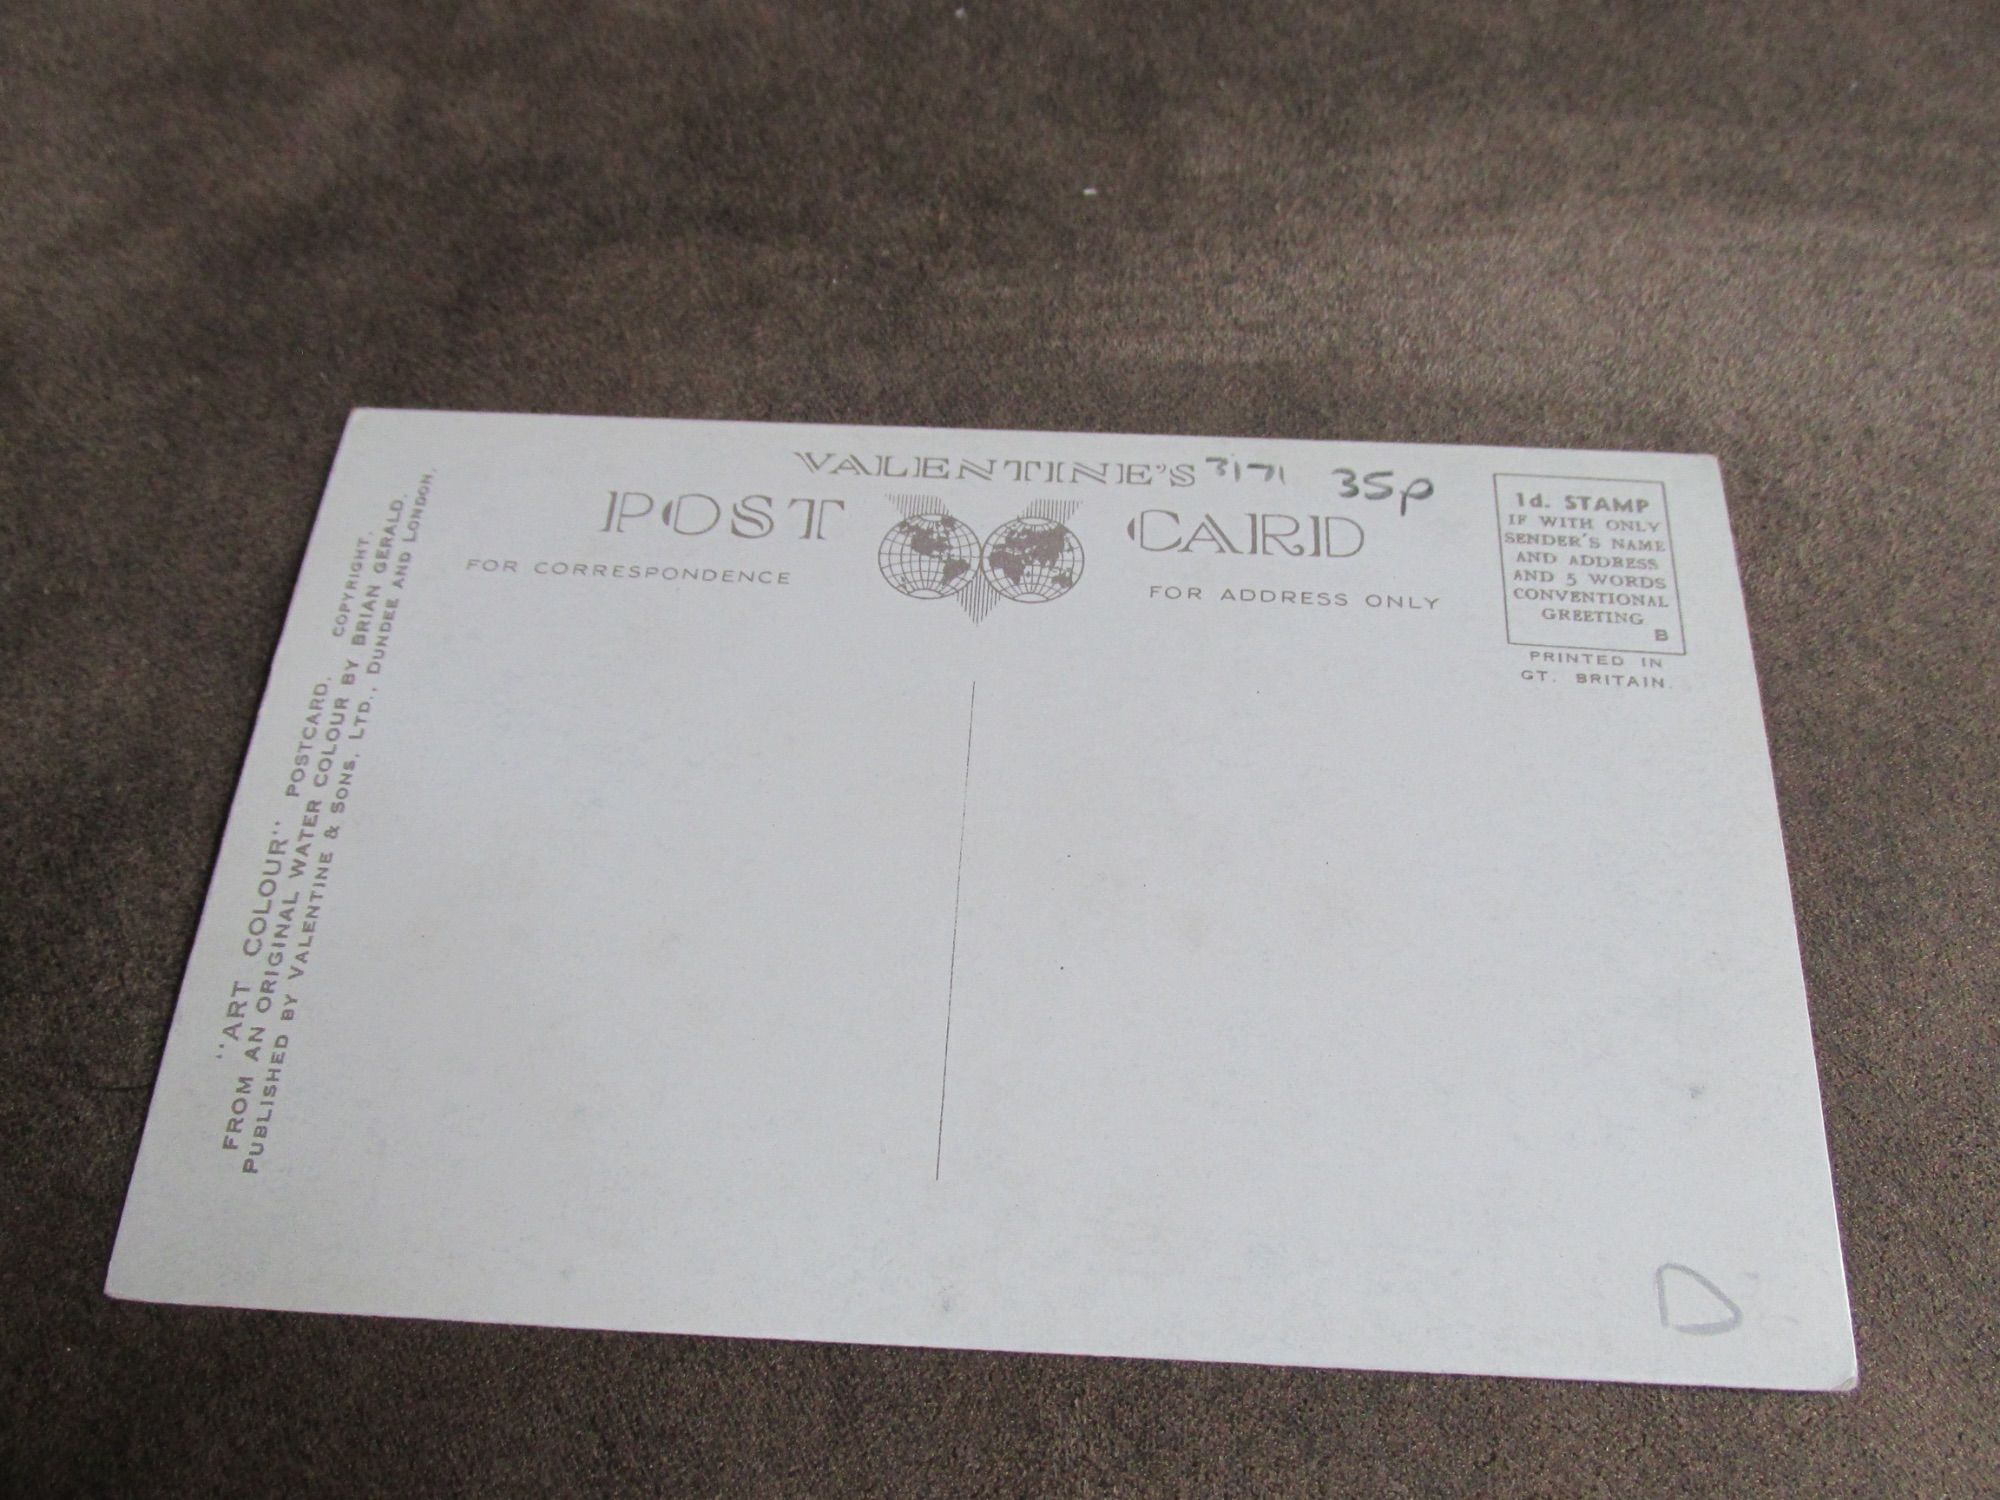 VALENTINE'S 3171 35p
POST CARD
FOR CORRESPONDENCE
FOR ADDRESS ONLY
1d. STAMP
IF WITH ONLY
SENDER'S NAME
AND ADDRESS
AND 5 WORDS
CONVENTIONAL
GREETING
B
PRINTED IN
GT. BRITAIN.
"ART COLOUR" POSTCARD. COPYRIGHT.
FROM AN ORIGINAL WATER COLOUR BY BRIAN GERALD.
PUBLISHED BY VALENTINE & SONS, LTD., DUNDEE AND LONDON.
D